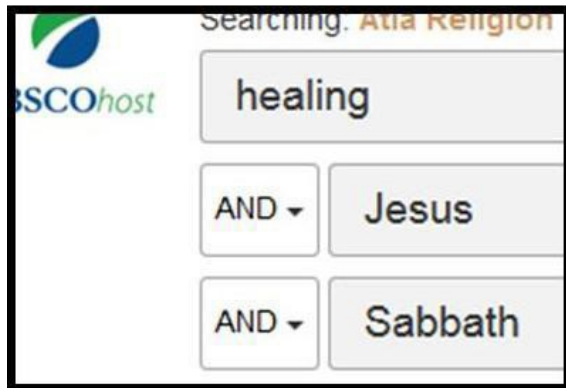 Searching: Atla Religion
BSCOhost
healing
AND Jesus
AND Sabbath